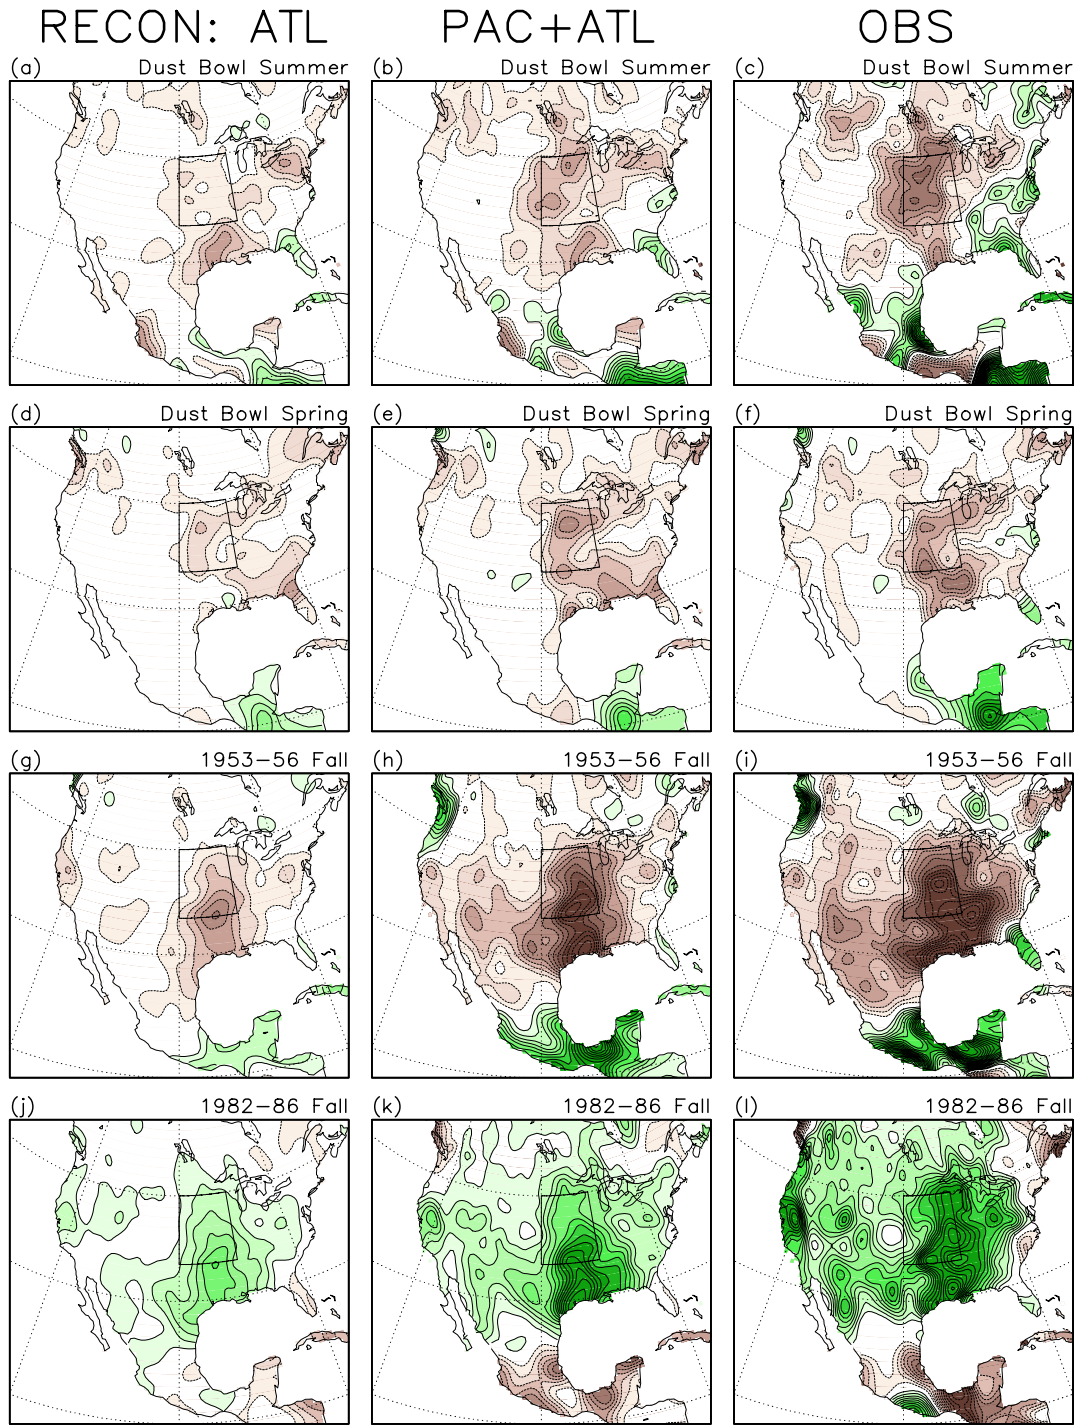 RECON: ATL PAC+ATL OBS
(a) Dust Bowl Summer (b) Dust Bowl Summer (c) Dust Bowl Summer
(d) Dust Bowl Spring (e) Dust Bowl Spring (f) Dust Bowl Spring
(g) 1953-56 Fall (h) 1953-56 Fall (i) 1953-56 Fall
(j) 1982-86 Fall (k) 1982-86 Fall (l) 1982-86 Fall